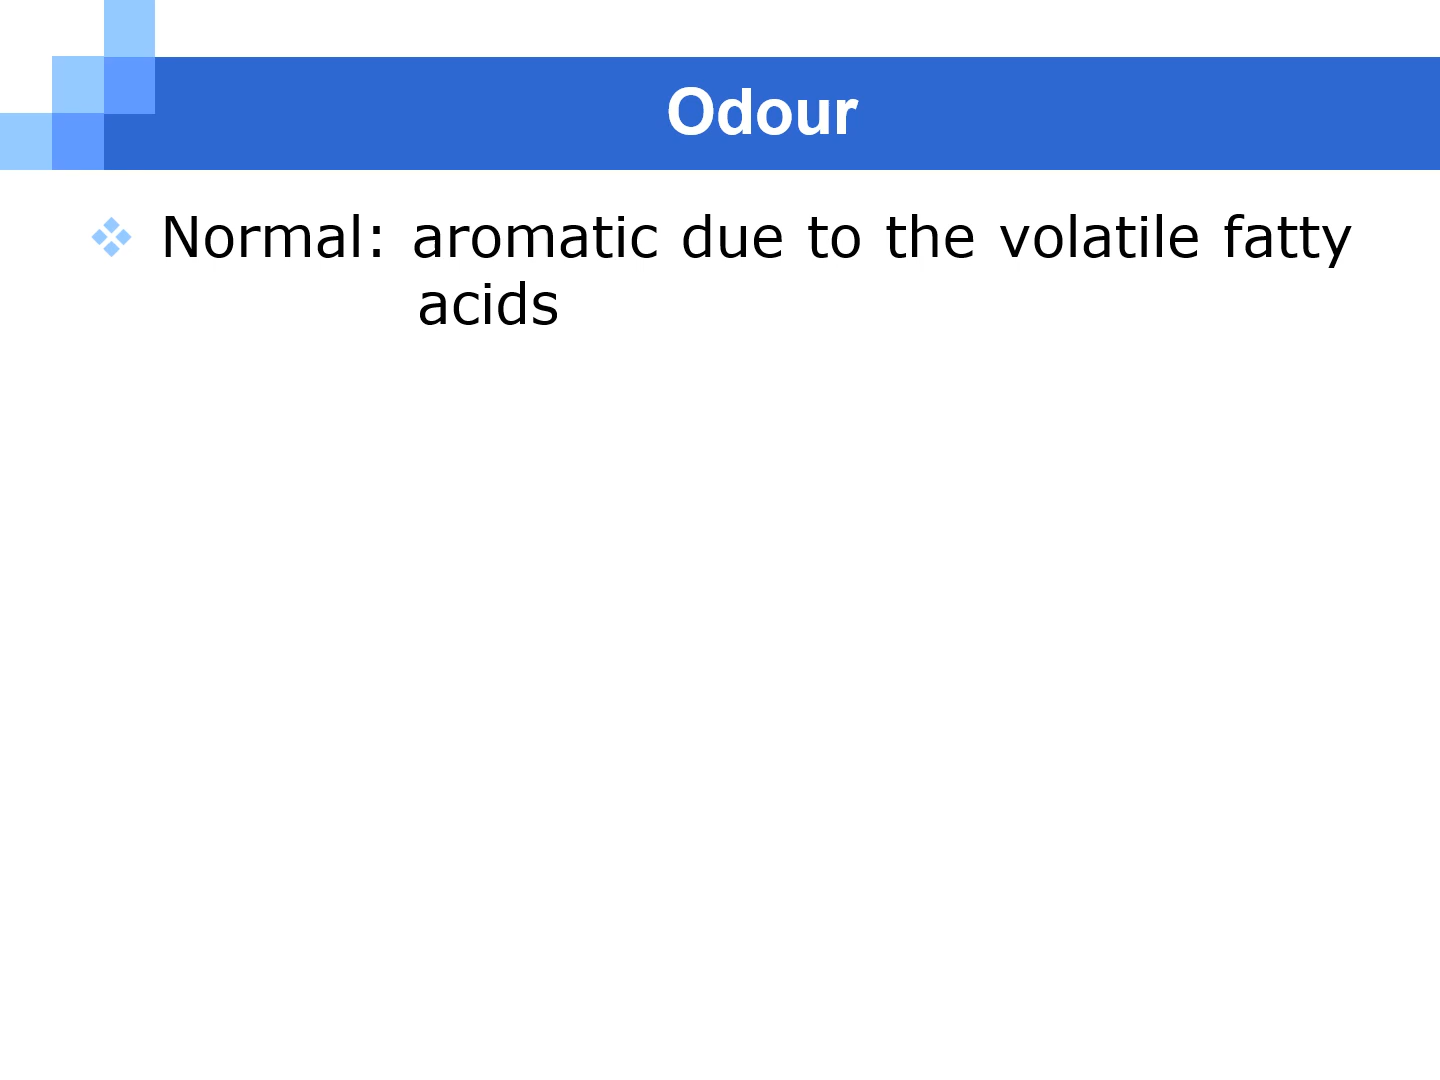 Odour
❖ Normal: aromatic due to the volatile fatty
acids